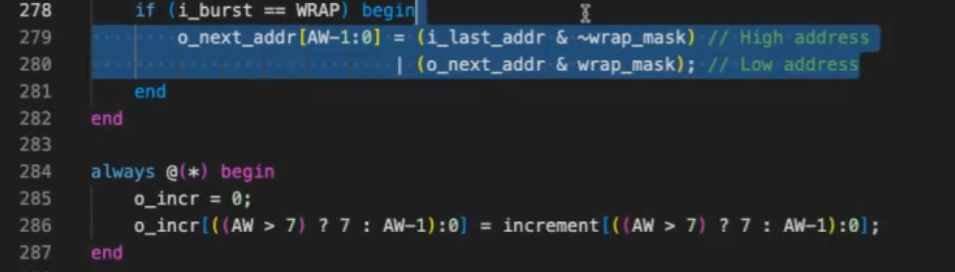 278 if (i_burst == WRAP) begin
279 o_next_addr[AW-1:0] = (i_last_addr & ~wrap_mask) // High address
280 | (o_next_addr & wrap_mask); // Low address
281 end
282 end
283
284 always @(*) begin
285 o_incr = 0;
286 o_incr[((AW > 7) ? 7 : AW-1):0] = increment[((AW > 7) ? 7 : AW-1):0];
287 end